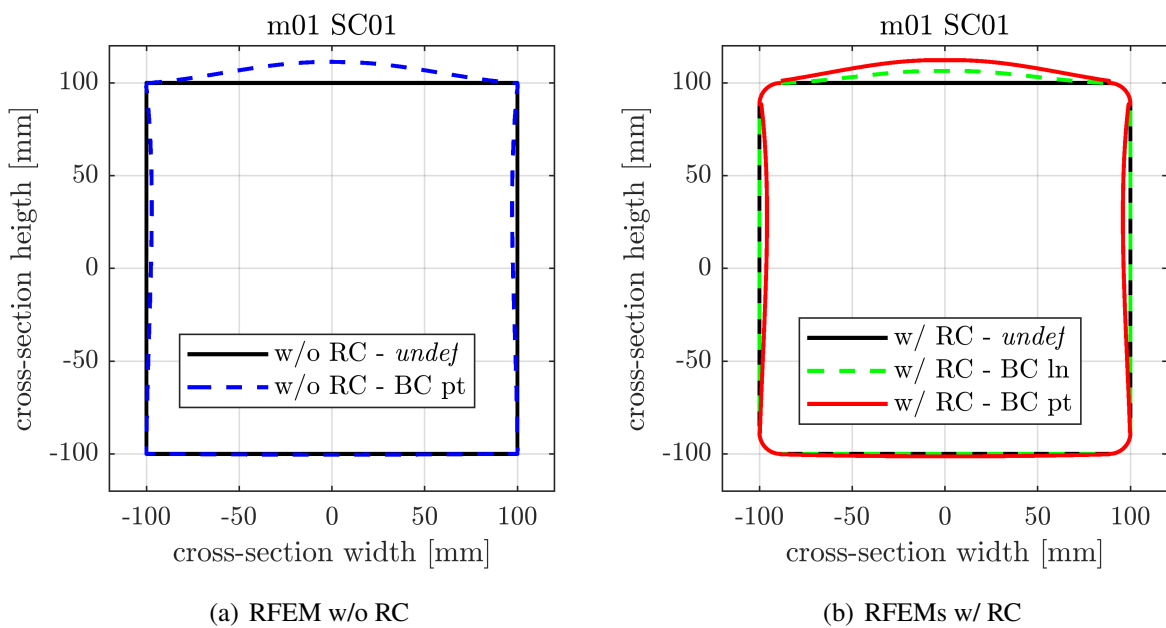 m01 SC01
100
50
0
-50
-100
cross-section heigth [mm]
w/o RC - undef
w/o RC - BC pt
-100
-50
0
50
100
cross-section width [mm]
(a) RFEM w/o RC
m01 SC01
100
50
0
-50
-100
cross-section heigth [mm]
w/ RC - undef
w/ RC - BC ln
w/ RC - BC pt
-100
-50
0
50
100
cross-section width [mm]
(b) RFEMs w/ RC